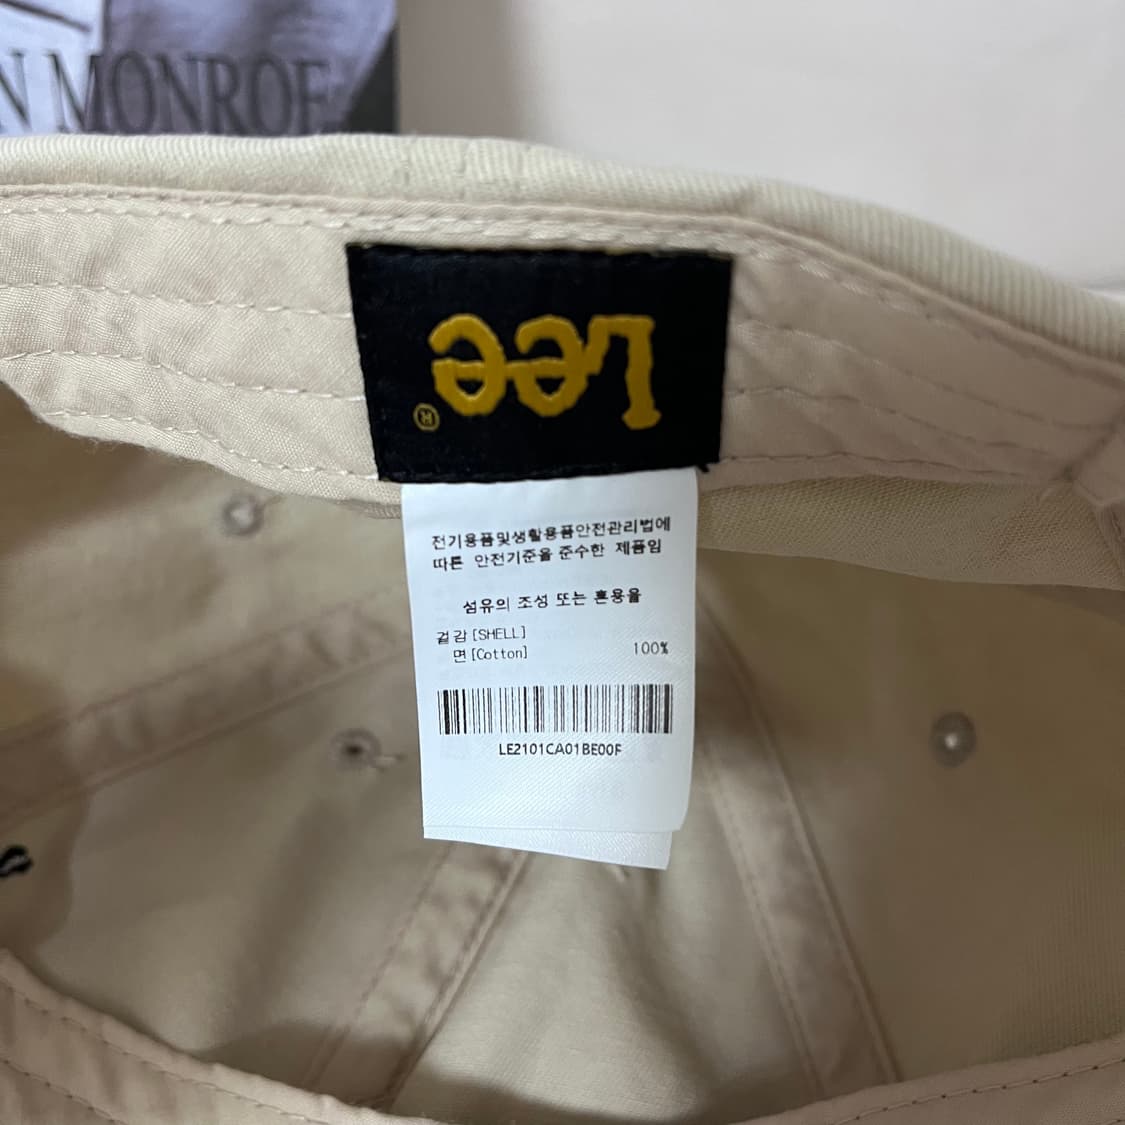 N MONROE
Lee
®
전기용품및생활용품안전관리법에
따른 안전기준을 준수한 제품임
섬유의 조성 또는 혼용율
겉감[SHELL]
면[Cotton] 100%
LE2101CA01BE00F